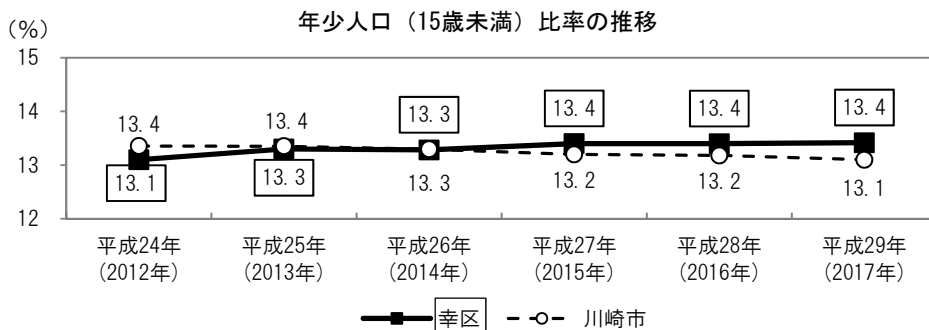 年少人口（15歳未満）比率の推移
(%)
15
14
13
12
13.4 13.4 13.3 13.4 13.4 13.4
13.1 13.3 13.3 13.2 13.2 13.1
平成24年 平成25年 平成26年 平成27年 平成28年 平成29年
(2012年) (2013年) (2014年) (2015年) (2016年) (2017年)
幸区 川崎市